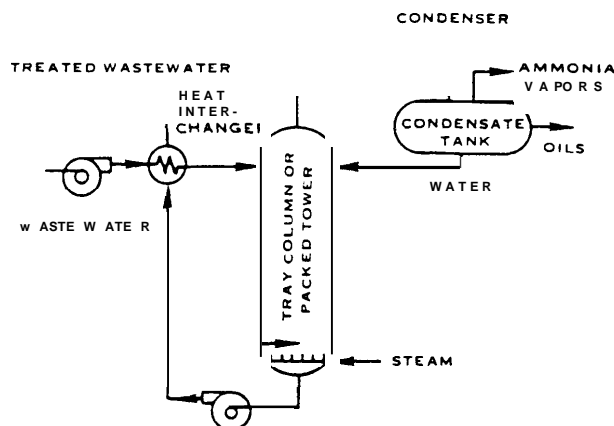 CONDENSER
TREATED WASTEWATER
AMMONIA
VAPORS
HEAT
INTER-
CHANGE!
CONDENSATE
TANK
OILS
WATER
w ASTE W ATE R
TRAY COLUMN OR
PACKED TOWER
STEAM